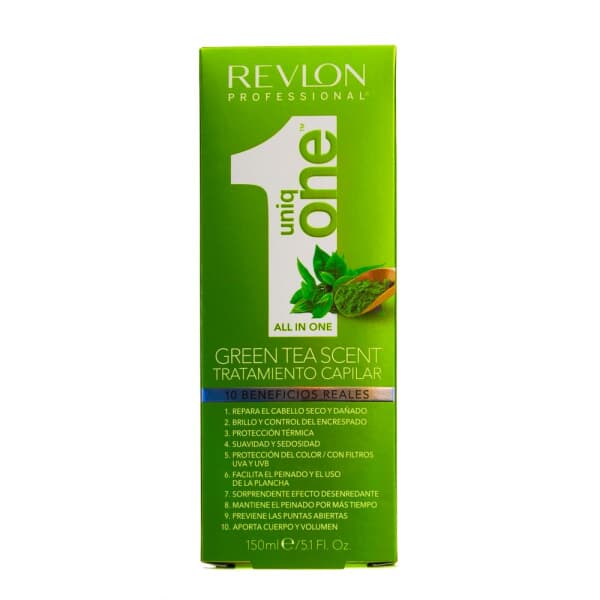 REVLON
PROFESSIONAL®
1
uniq
one™
ALL IN ONE
GREEN TEA SCENT
TRATAMIENTO CAPILAR
10 BENEFICIOS REALES
1. REPARA EL CABELLO SECO Y DAÑADO
2. BRILLO Y CONTROL DEL ENCRESPADO
3. PROTECCIÓN TÉRMICA
4. SUAVIDAD Y SEDOSIDAD
5. PROTECCIÓN DEL COLOR / CON FILTROS
UVA Y UVB
6. FACILITA EL PEINADO Y EL USO
DE LA PLANCHA
7. SORPRENDENTE EFECTO DESENREDANTE
8. MANTIENE EL PEINADO POR MÁS TIEMPO
9. PREVIENE LAS PUNTAS ABIERTAS
10. APORTA CUERPO Y VOLUMEN
150ml ℮/5.1 Fl. Oz.